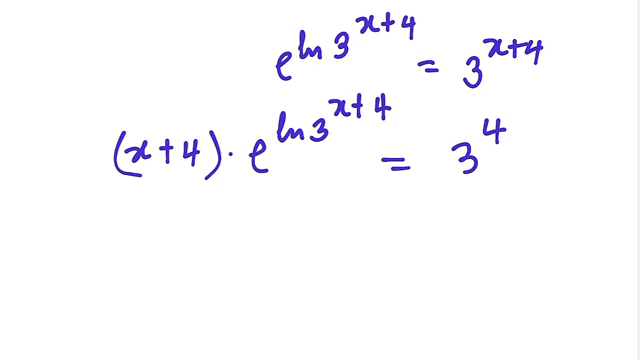 e^{ln 3^{x+4}} = 3^{x+4}
(x+4) · e^{ln 3^{x+4}} = 3^4